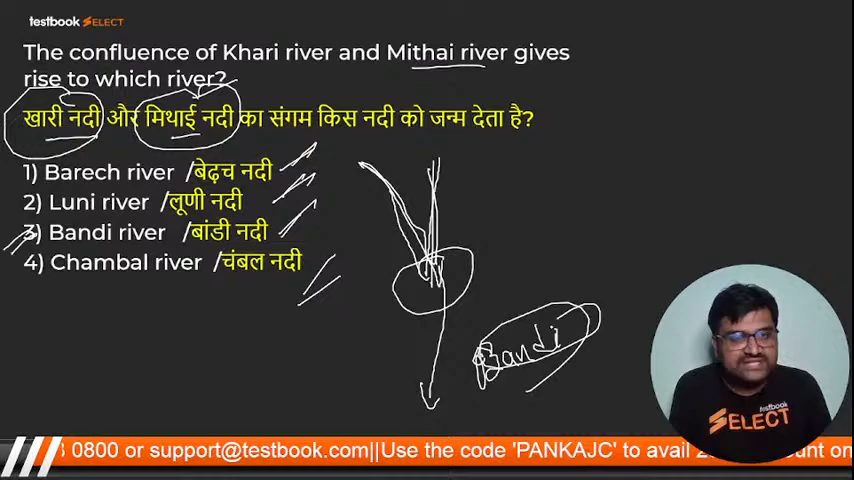 testbook SELECT
The confluence of Khari river and Mithai river gives
rise to which river?
खारी नदी और मिथाई नदी का संगम किस नदी को जन्म देता है?
1) Barech river /बेढ़च नदी
2) Luni river /लूणी नदी
3) Bandi river /बांडी नदी
4) Chambal river /चंबल नदी
Bandi
testbook
SELECT
0800 or support@testbook.com||Use the code 'PANKAJC' to avail